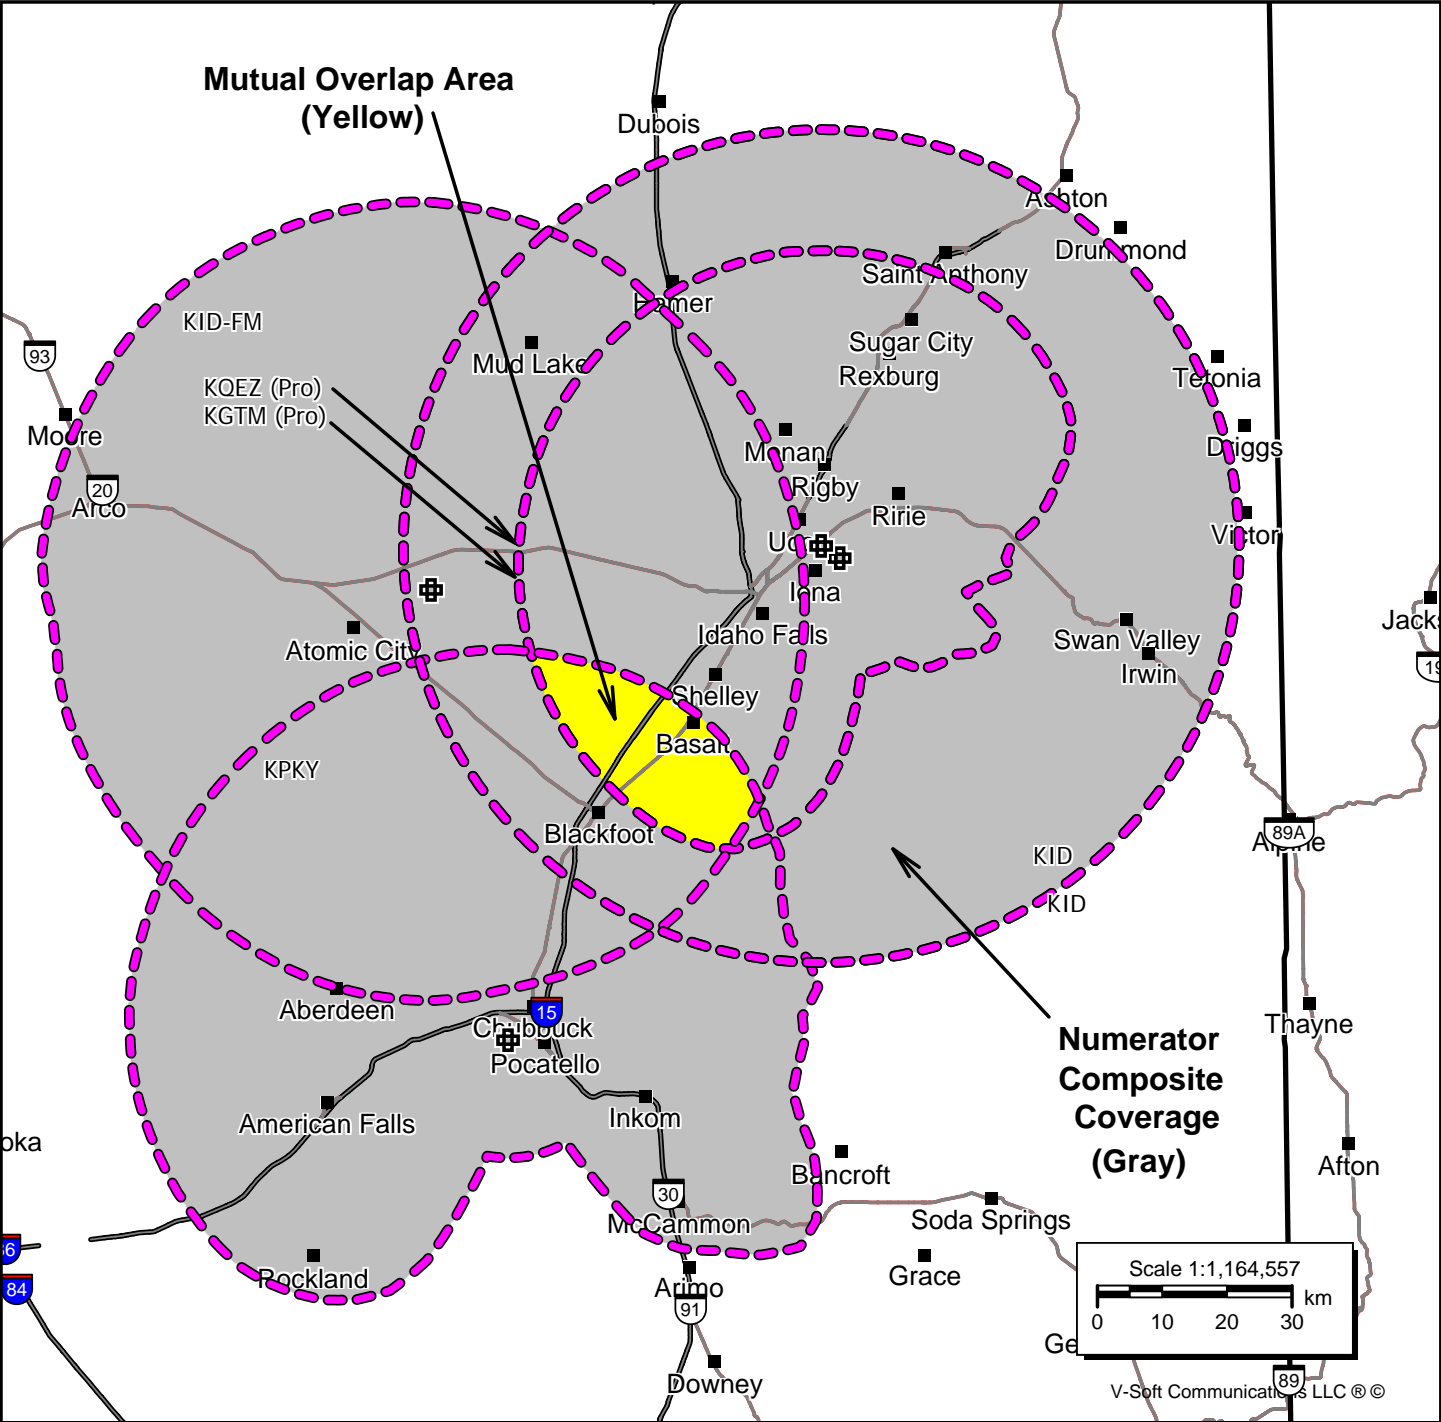 Mutual Overlap Area
(Yellow)
Dubois
Ashton
Drummond
Saint Anthony
Hamer
KID-FM
Sugar City
Mud Lake
Rexburg
93
Tetonia
KQEZ (Pro)
KGTM (Pro)
Moore
Menan
Driggs
Rigby
20
Arco
Ririe
Victor
Iona
Jacks
Idaho Falls
Swan Valley
Atomic City
Irwin
19
Shelley
Basalt
KPKY
Blackfoot
89A
Alpine
KID
KID
Aberdeen
15
Chubbuck
Thayne
Pocatello
Numerator
Composite
Coverage
(Gray)
American Falls
Inkom
oka
Bancroft
Afton
30
McCammon
Soda Springs
86
Rockland
Grace
84
Arimo
91
Scale 1:1,164,557
km
0 10 20 30
Ge
Downey
89
V-Soft Communications LLC ® ©